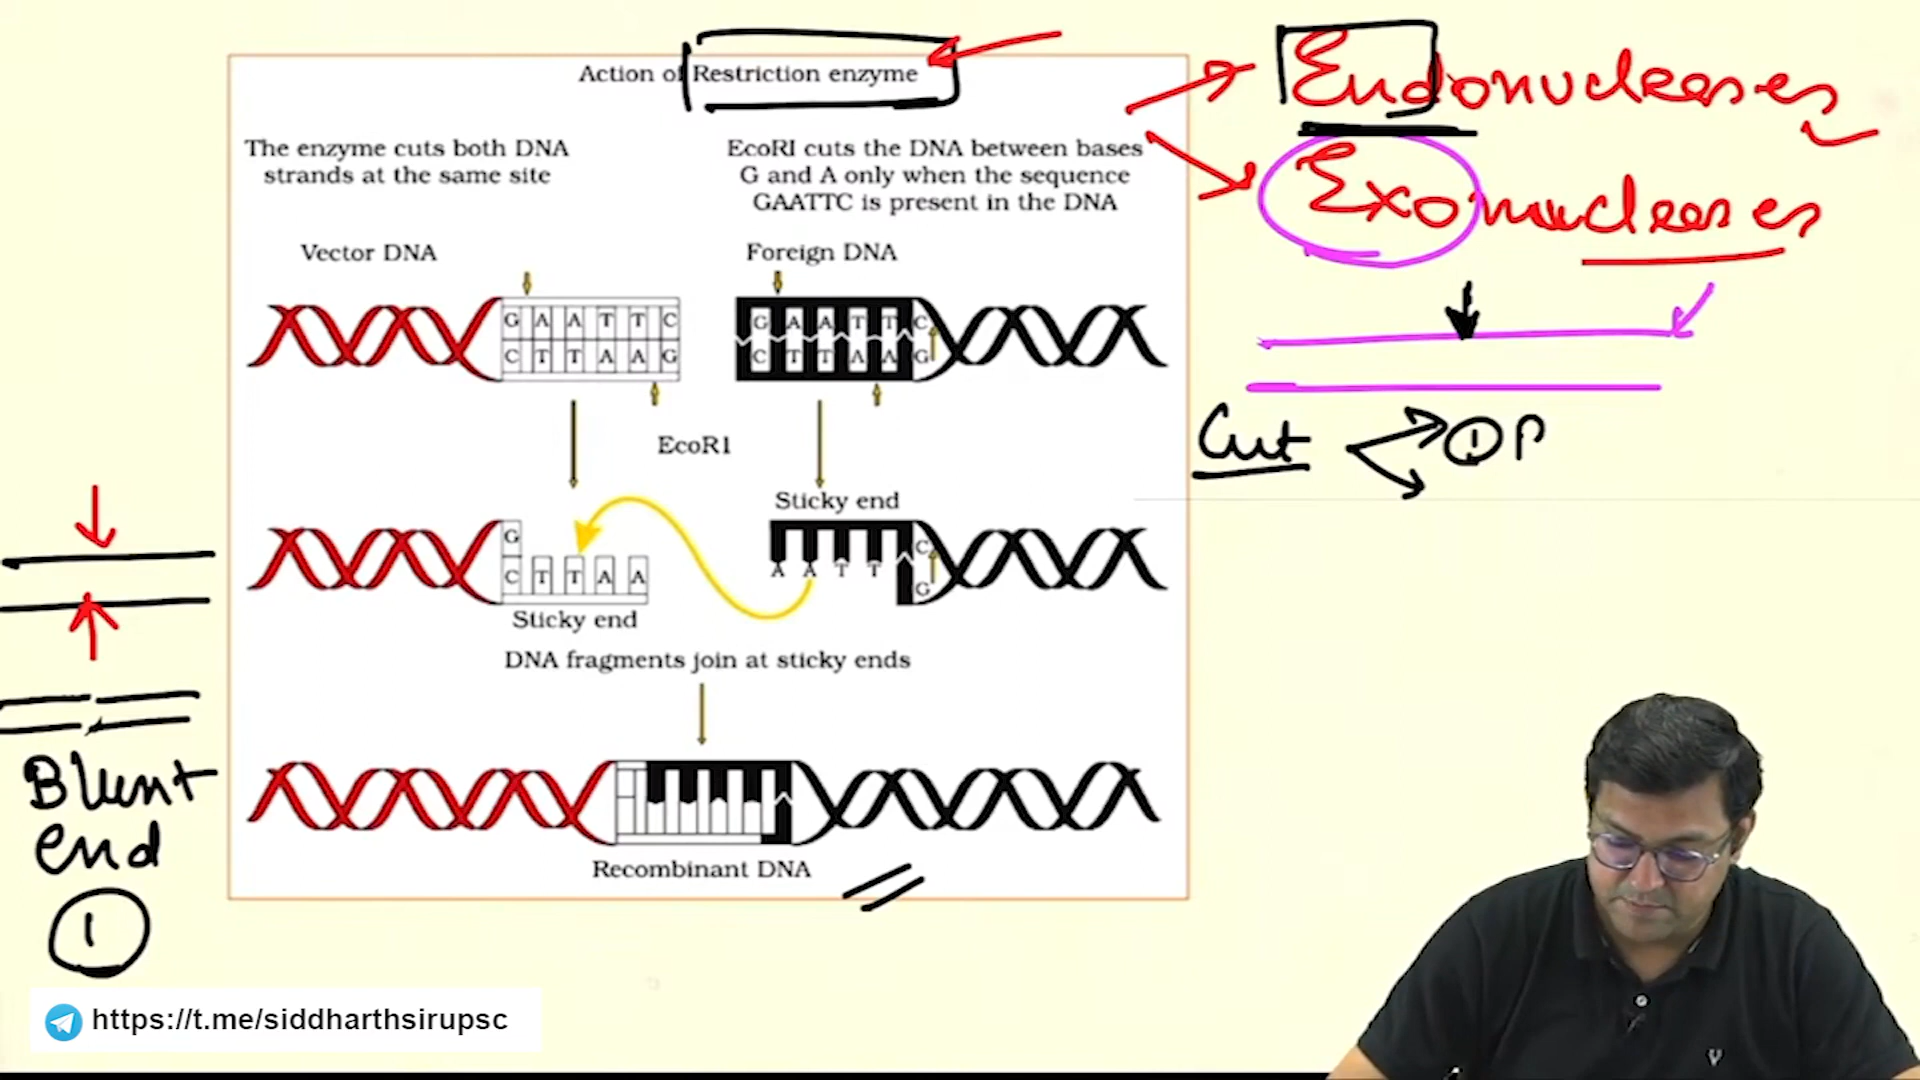 Action of Restriction enzyme
The enzyme cuts both DNA
strands at the same site
EcoRI cuts the DNA between bases
G and A only when the sequence
GAATTC is present in the DNA
Vector DNA
Foreign DNA
G A A T T C
C T T A A G
G A A T T C
C T T A A G
EcoR1
Sticky end
G
C T T A A
A A T T
C
G
Sticky end
DNA fragments join at sticky ends
Recombinant DNA
Endonucleases
Exonucleases
Cut
① P
Blunt
end
①
https://t.me/siddharthsirupsc